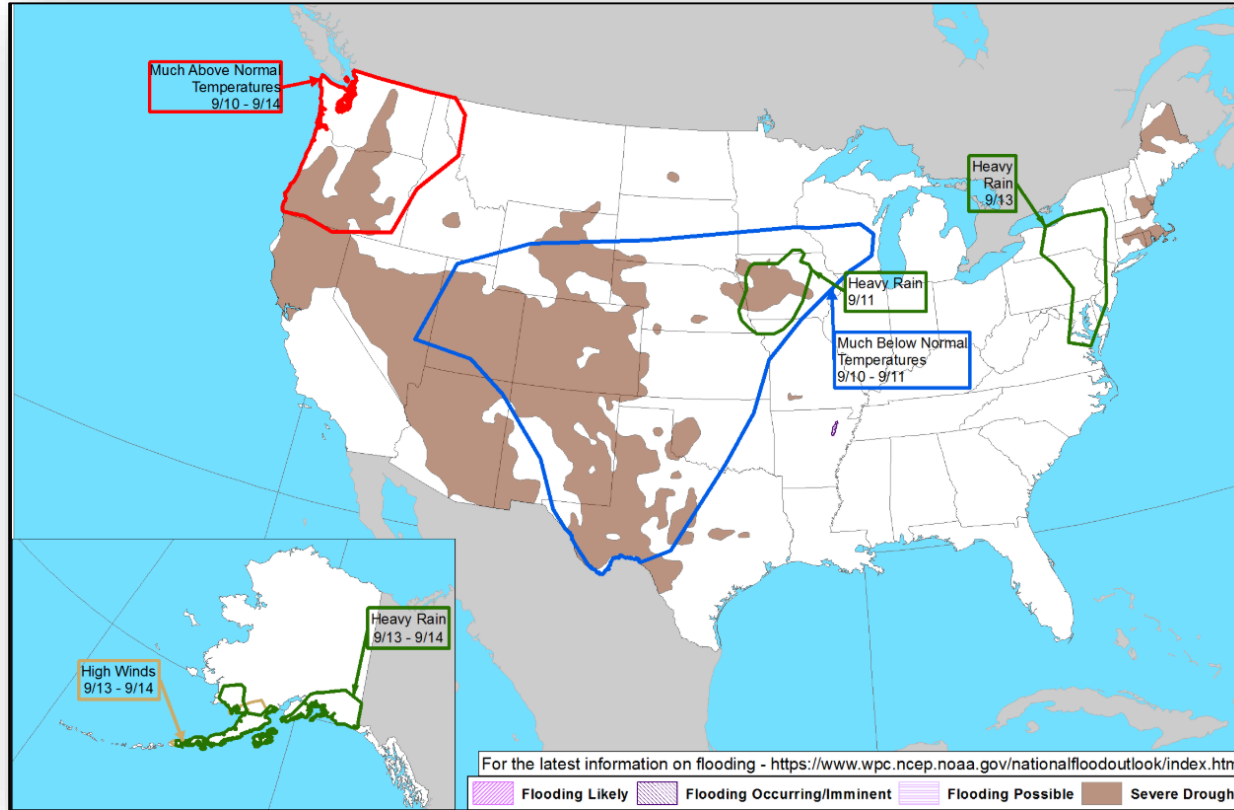 Much Above Normal
Temperatures
9/10 - 9/14
Heavy
Rain
9/13
Heavy Rain
9/11
Much Below Normal
Temperatures
9/10 - 9/11
Heavy Rain
9/13 - 9/14
High Winds
9/13 - 9/14
For the latest information on flooding - https://www.wpc.ncep.noaa.gov/nationalfloodoutlook/index.htm
Flooding Likely Flooding Occurring/Imminent Flooding Possible Severe Drough